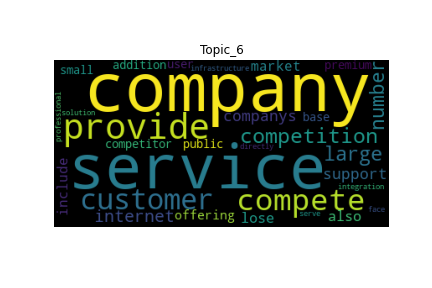 Topic_6
small
addition
user
infrastructure
market
premium
company
number
professional
solution
provide
companys
base
competition
competitor
public
directly
large
include
service
support
integration
customer
compete
internet
offering
lose
serve
also
face